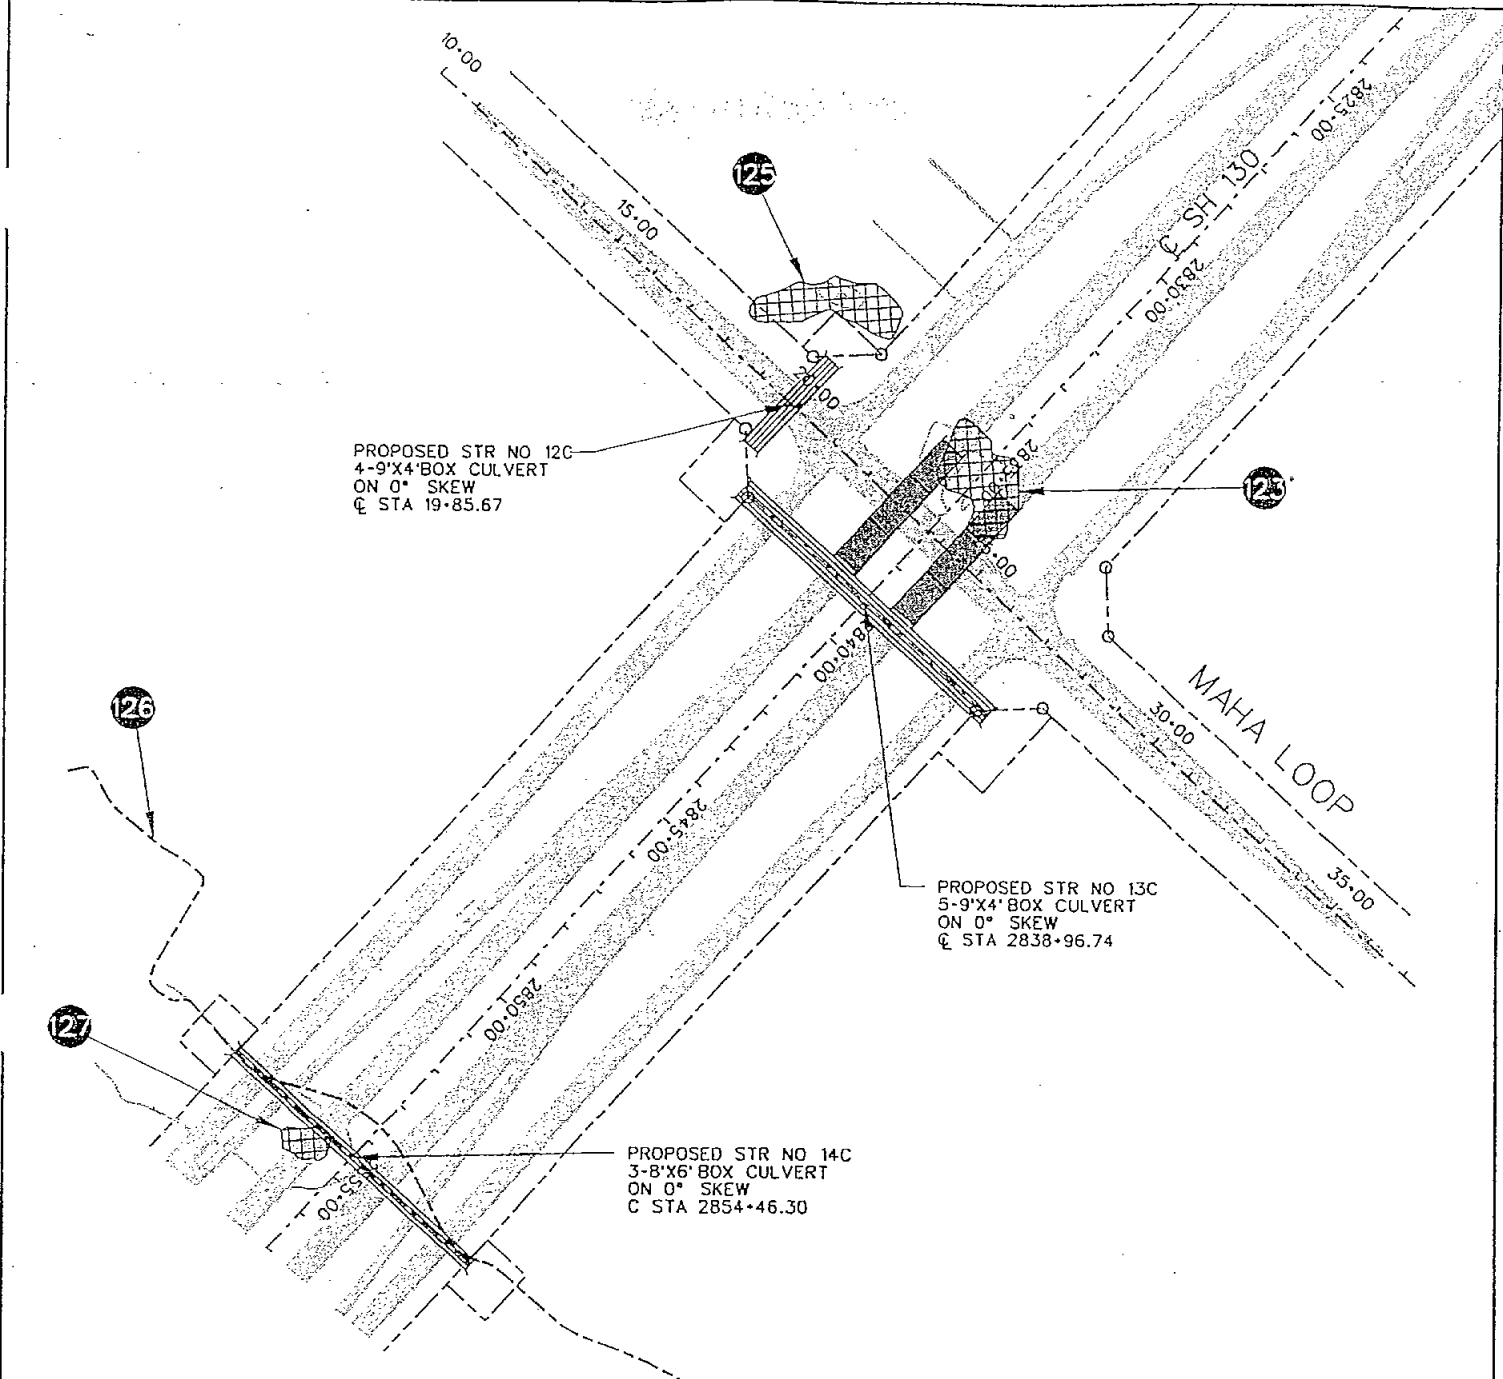 10+00
125
15+00
2825+00
℄ SH 130
2830+00
PROPOSED STR NO 12C
4-9'X4'BOX CULVERT
ON 0° SKEW
℄ STA 19+85.67
123
2840+00
126
MAHA LOOP
30+00
2845+00
35+00
PROPOSED STR NO 13C
5-9'X4' BOX CULVERT
ON 0° SKEW
℄ STA 2838+96.74
2850+00
127
PROPOSED STR NO 14C
3-8'X6' BOX CULVERT
ON 0° SKEW
C STA 2854+46.30